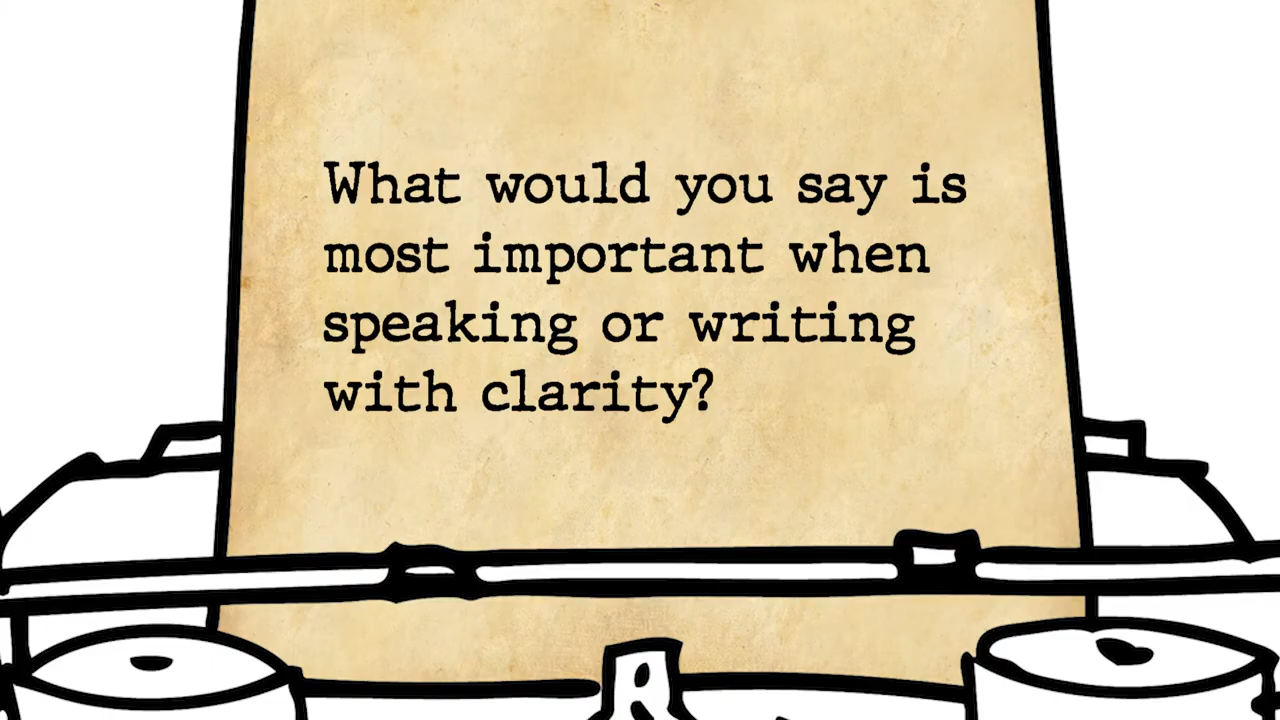 What would you say is
most important when
speaking or writing
with clarity?